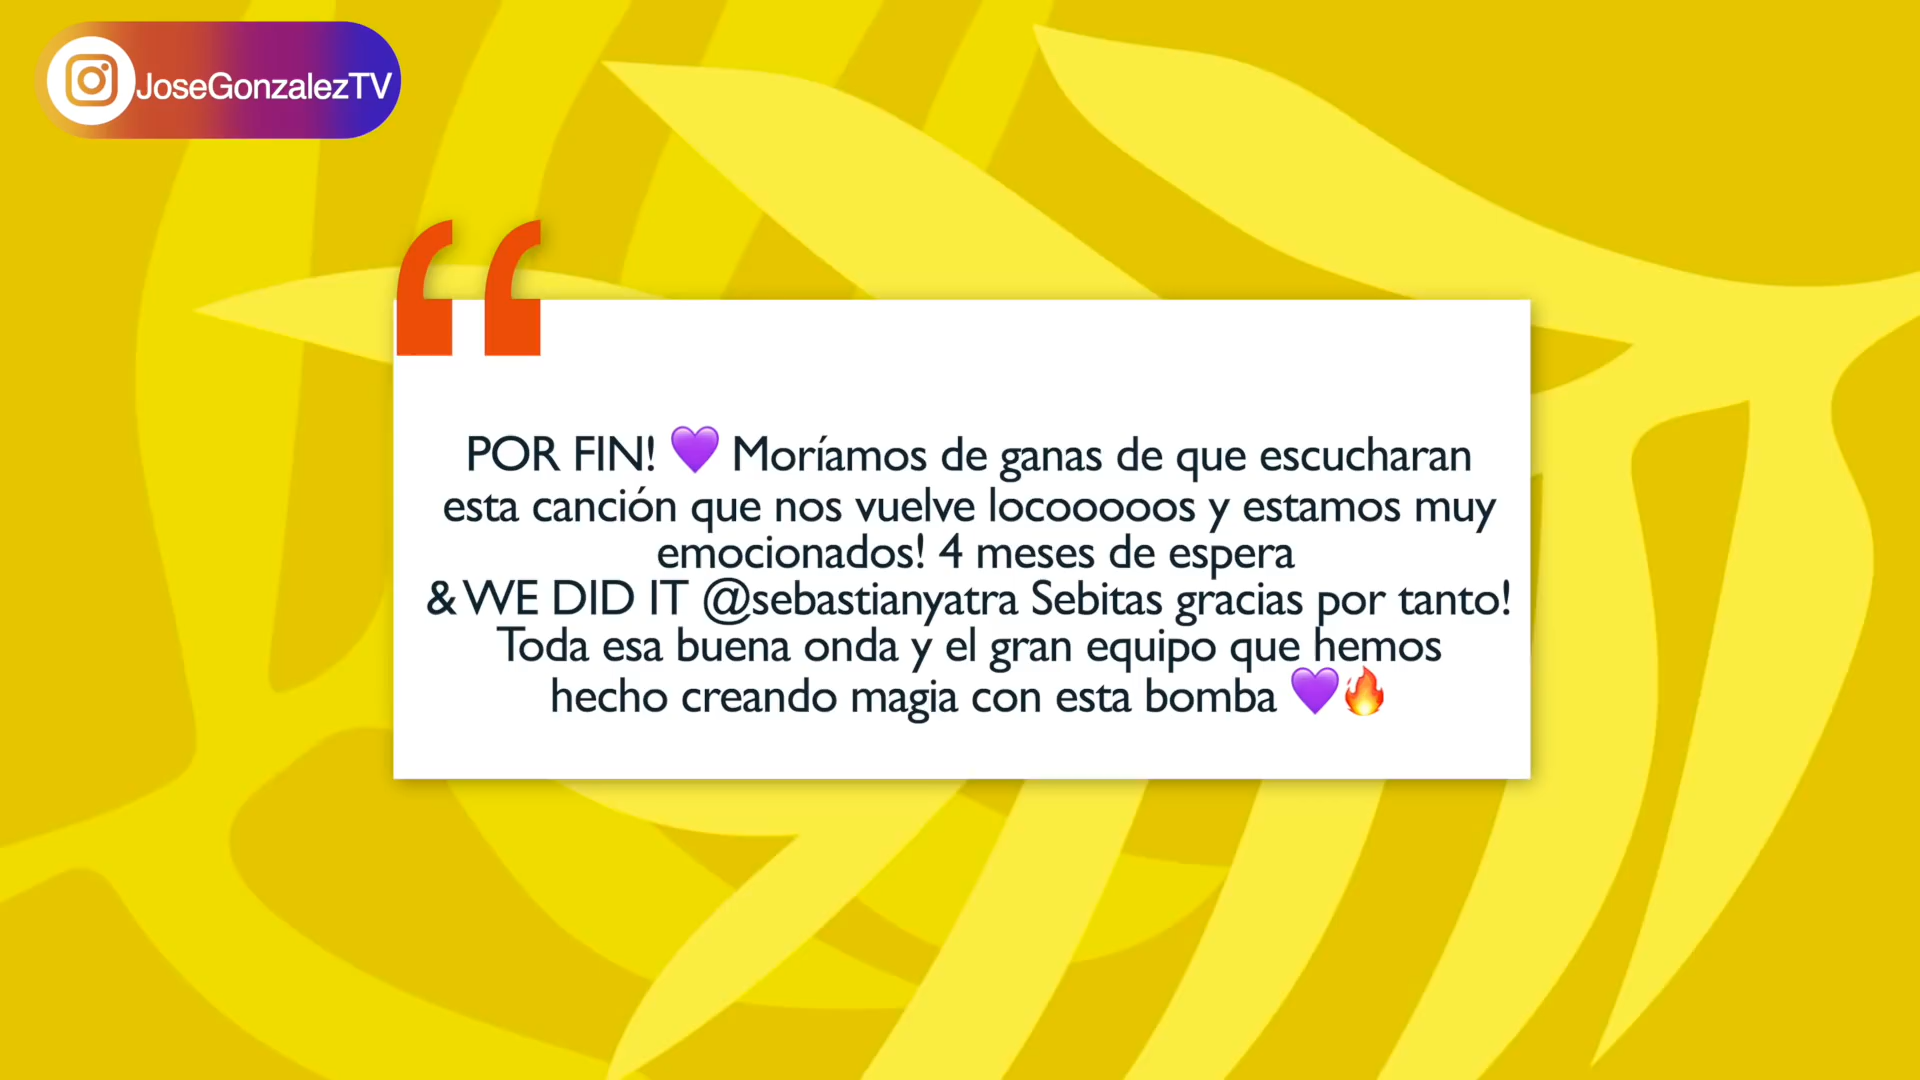 JoseGonzalezTV
POR FIN! 💜 Moríamos de ganas de que escucharan
esta canción que nos vuelve locooooos y estamos muy
emocionados! 4 meses de espera
& WE DID IT @sebastianyatra Sebitas gracias por tanto!
Toda esa buena onda y el gran equipo que hemos
hecho creando magia con esta bomba 💜🔥